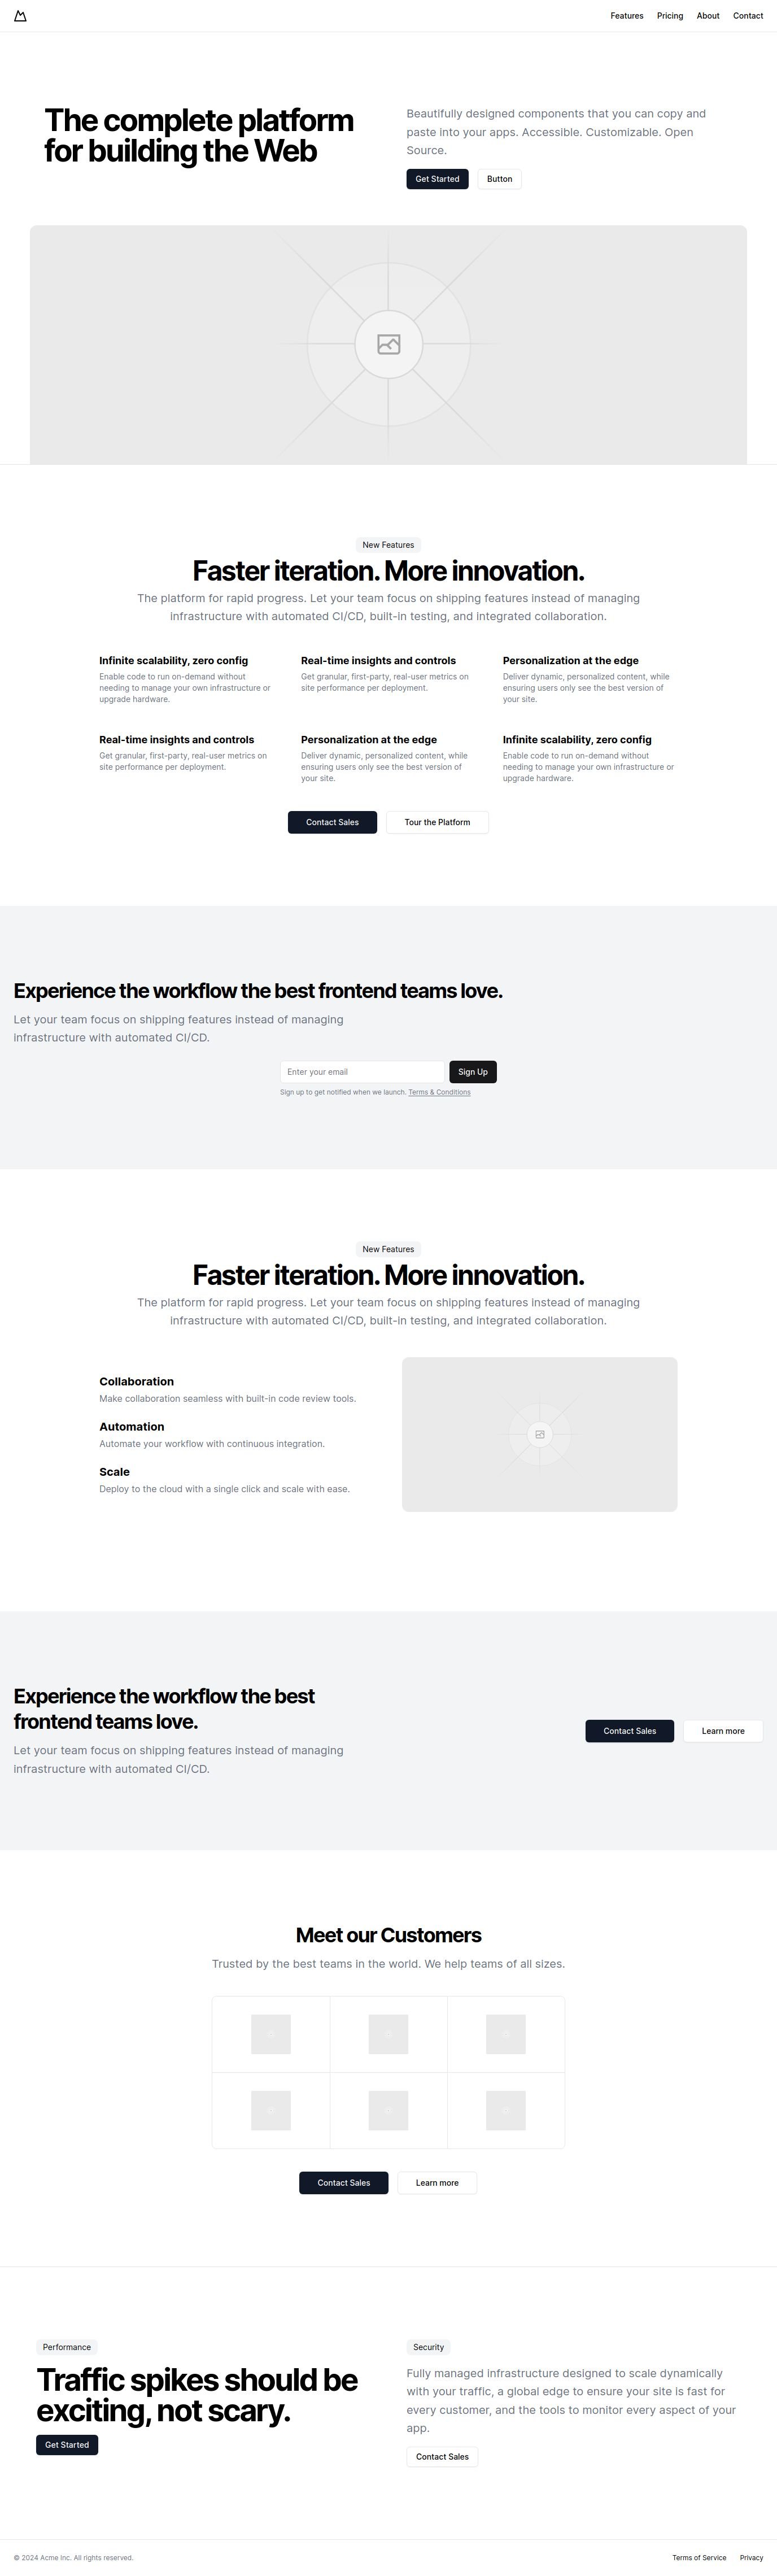 Features Pricing About Contact
The complete platform
for building the Web
Beautifully designed components that you can copy and
paste into your apps. Accessible. Customizable. Open
Source.
Get Started Button
New Features
Faster iteration. More innovation.
The platform for rapid progress. Let your team focus on shipping features instead of managing
infrastructure with automated CI/CD, built-in testing, and integrated collaboration.
Infinite scalability, zero config
Enable code to run on-demand without
needing to manage your own infrastructure or
upgrade hardware.
Real-time insights and controls
Get granular, first-party, real-user metrics on
site performance per deployment.
Personalization at the edge
Deliver dynamic, personalized content, while
ensuring users only see the best version of
your site.
Real-time insights and controls
Get granular, first-party, real-user metrics on
site performance per deployment.
Personalization at the edge
Deliver dynamic, personalized content, while
ensuring users only see the best version of
your site.
Infinite scalability, zero config
Enable code to run on-demand without
needing to manage your own infrastructure or
upgrade hardware.
Contact Sales Tour the Platform
Experience the workflow the best frontend teams love.
Let your team focus on shipping features instead of managing
infrastructure with automated CI/CD.
Enter your email Sign Up
Sign up to get notified when we launch. Terms & Conditions
New Features
Faster iteration. More innovation.
The platform for rapid progress. Let your team focus on shipping features instead of managing
infrastructure with automated CI/CD, built-in testing, and integrated collaboration.
Collaboration
Make collaboration seamless with built-in code review tools.
Automation
Automate your workflow with continuous integration.
Scale
Deploy to the cloud with a single click and scale with ease.
Experience the workflow the best
frontend teams love.
Let your team focus on shipping features instead of managing
infrastructure with automated CI/CD.
Contact Sales Learn more
Meet our Customers
Trusted by the best teams in the world. We help teams of all sizes.
Contact Sales Learn more
Performance
Traffic spikes should be
exciting, not scary.
Get Started
Security
Fully managed infrastructure designed to scale dynamically
with your traffic, a global edge to ensure your site is fast for
every customer, and the tools to monitor every aspect of your
app.
Contact Sales
© 2024 Acme Inc. All rights reserved.
Terms of Service Privacy